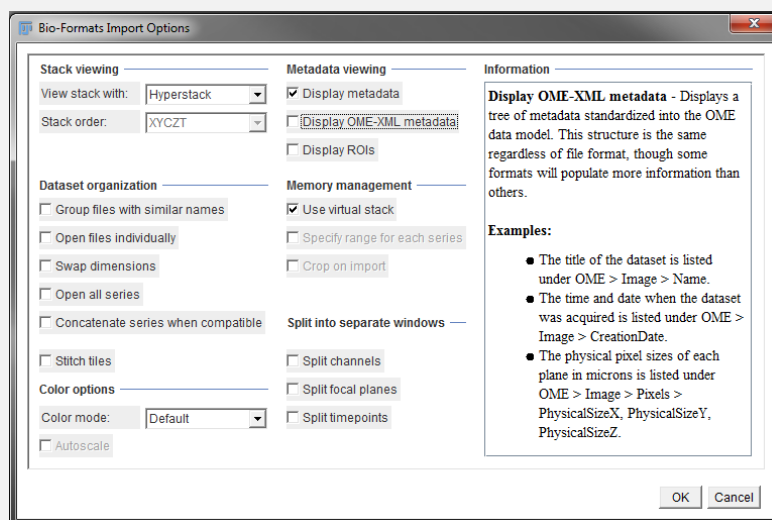 Bio-Formats Import Options
Stack viewing
View stack with:
Hyperstack
Stack order:
XYCZT
Dataset organization
Group files with similar names
Open files individually
Swap dimensions
Open all series
Concatenate series when compatible
Stitch tiles
Color options
Color mode:
Default
Autoscale
Metadata viewing
Display metadata
Display OME-XML metadata
Display ROIs
Memory management
Use virtual stack
Specify range for each series
Crop on import
Split into separate windows
Split channels
Split focal planes
Split timepoints
Information
Display OME-XML metadata - Displays a
tree of metadata standardized into the OME
data model. This structure is the same
regardless of file format, though some
formats will populate more information than
others.
Examples:
The title of the dataset is listed
under OME > Image > Name.
The time and date when the dataset
was acquired is listed under OME >
Image > CreationDate.
The physical pixel sizes of each
plane in microns is listed under
OME > Image > Pixels >
PhysicalSizeX, PhysicalSizeY,
PhysicalSizeZ.
OK
Cancel